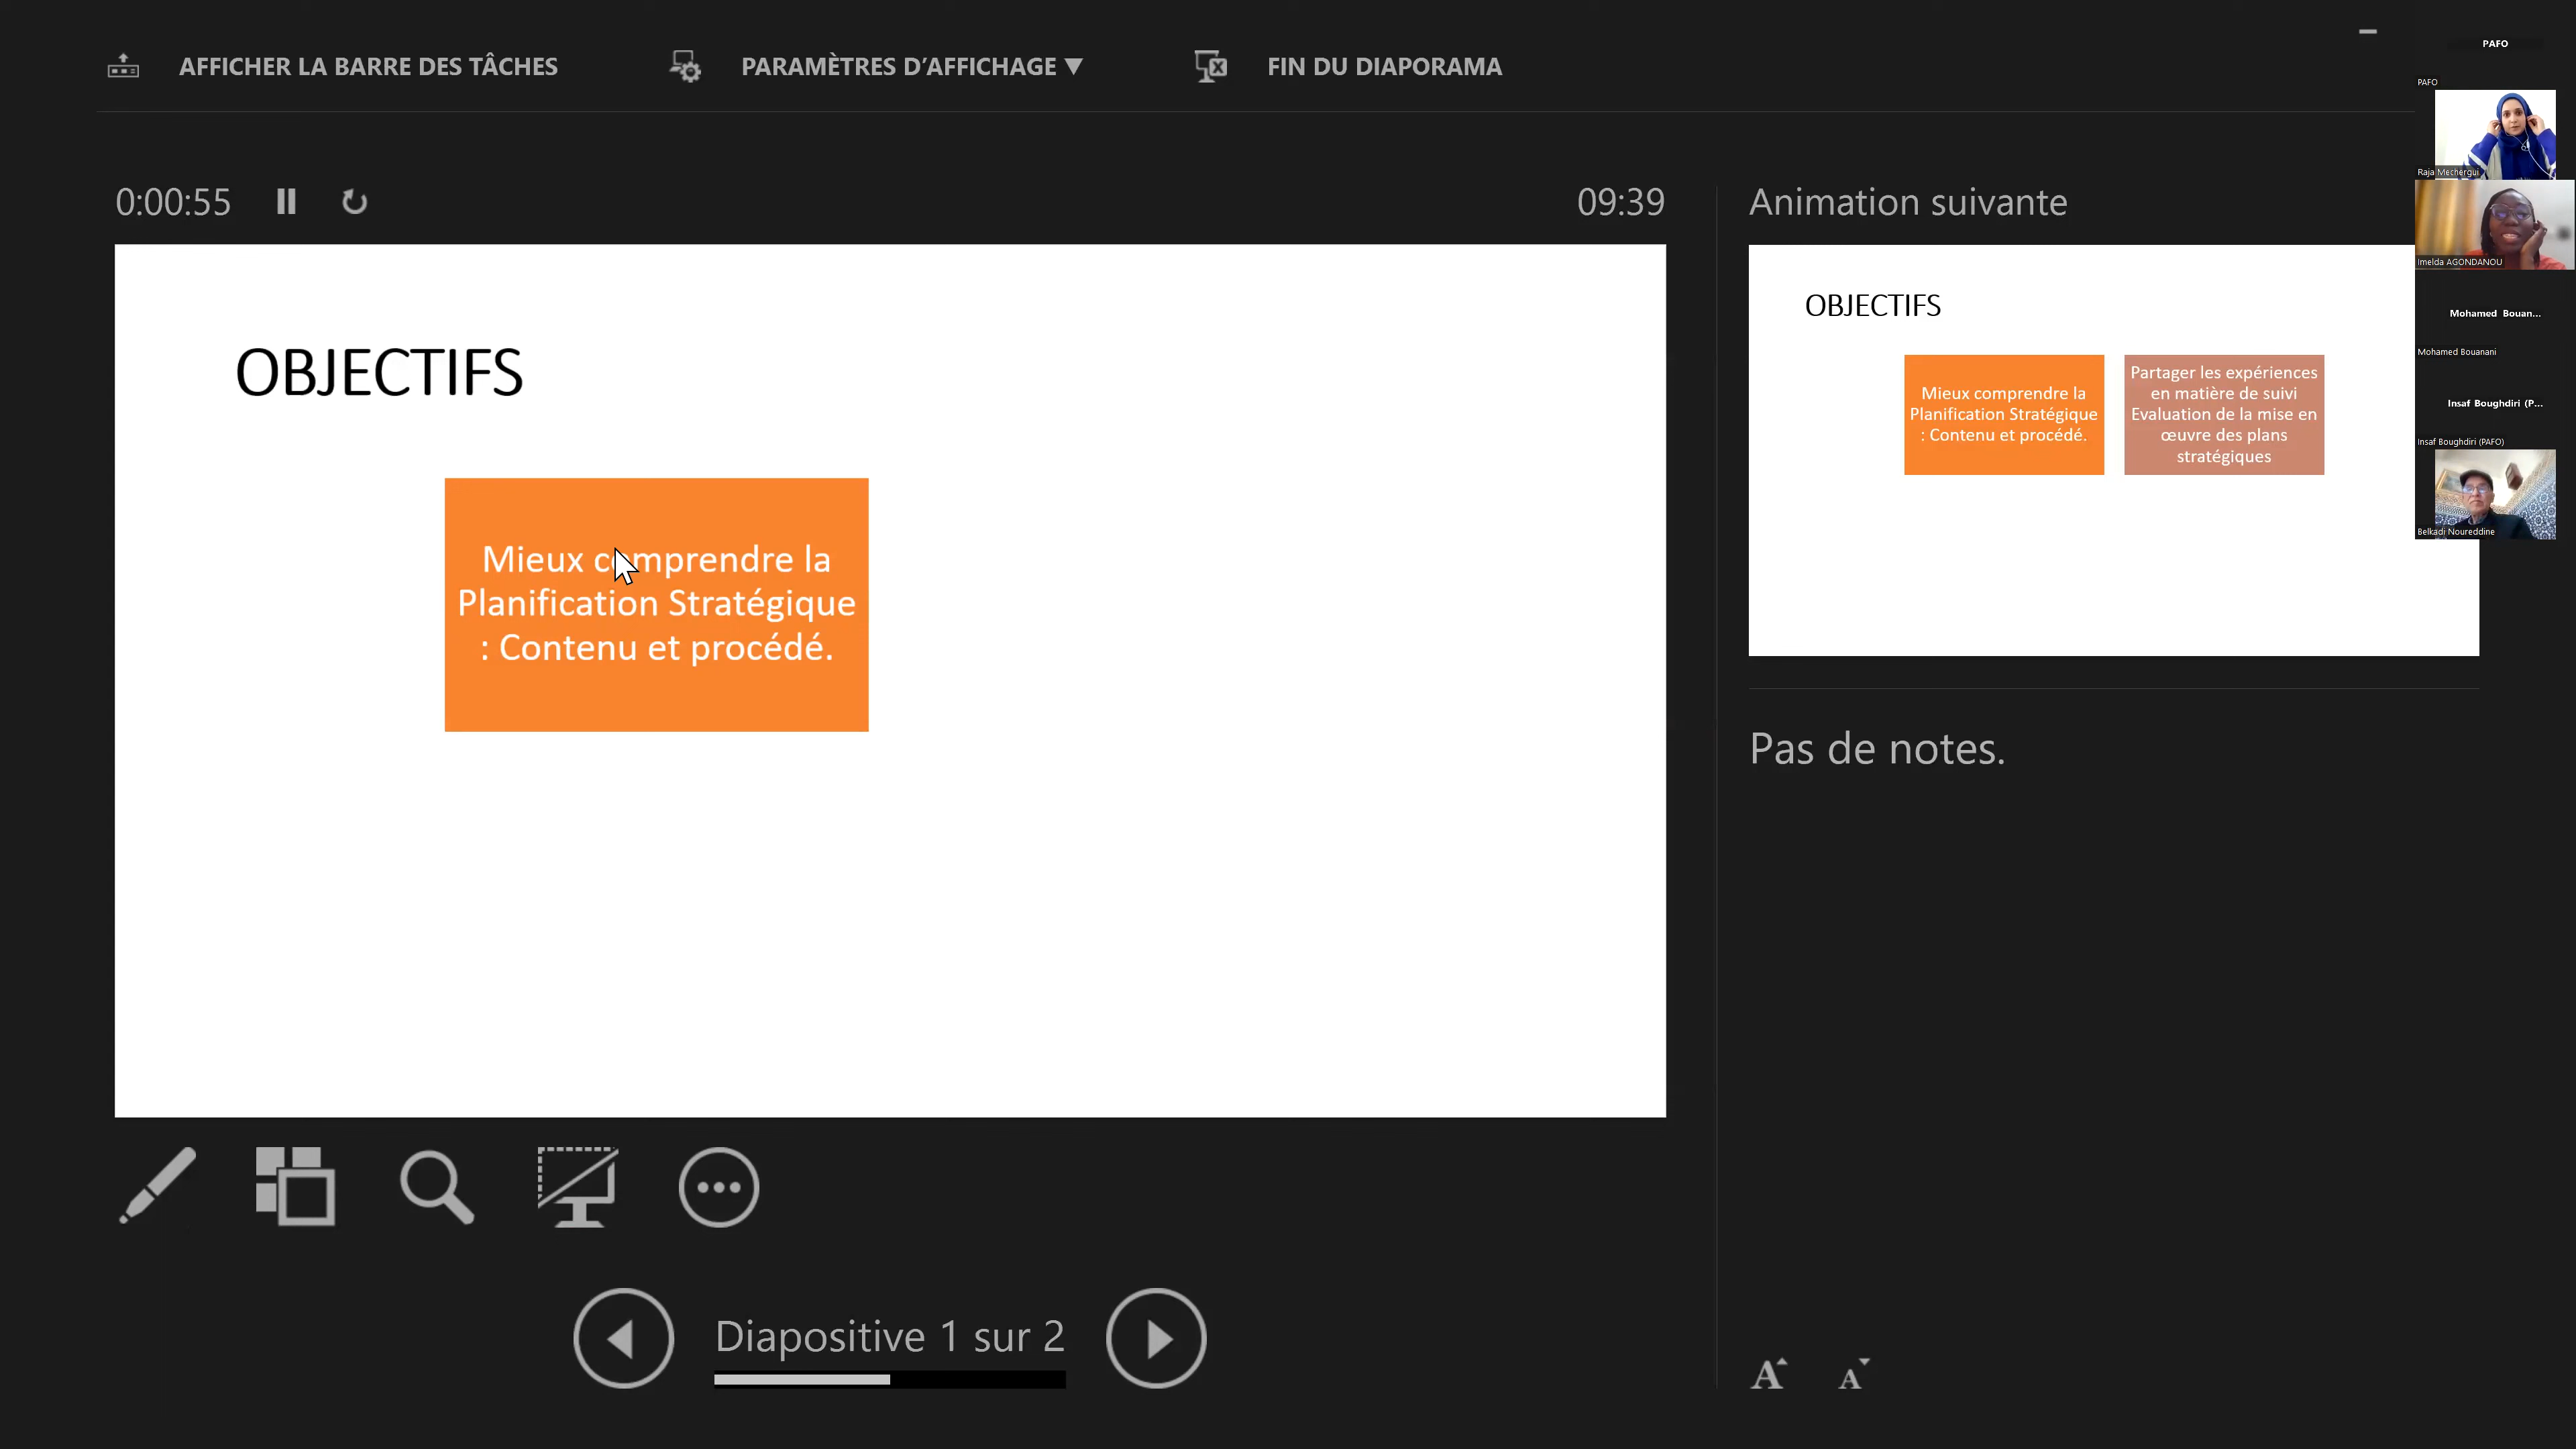 AFFICHER LA BARRE DES TÂCHES
PARAMÈTRES D'AFFICHAGE ▼
FIN DU DIAPORAMA
0:00:55
09:39
OBJECTIFS
Mieux comprendre la
Planification Stratégique
: Contenu et procédé.
Diapositive 1 sur 2
Animation suivante
OBJECTIFS
Mieux comprendre la
Planification Stratégique
: Contenu et procédé.
Partager les expériences
en matière de suivi
Evaluation de la mise en
œuvre des plans
stratégiques
Pas de notes.
A
A
PAFO
PAFO
Raja Mechergui
Imelda AGONDANOU
Mohamed Bouan...
Mohamed Bouanani
Insaf Boughdiri (P...
Insaf Boughdiri (PAFO)
Belkadi Noureddine